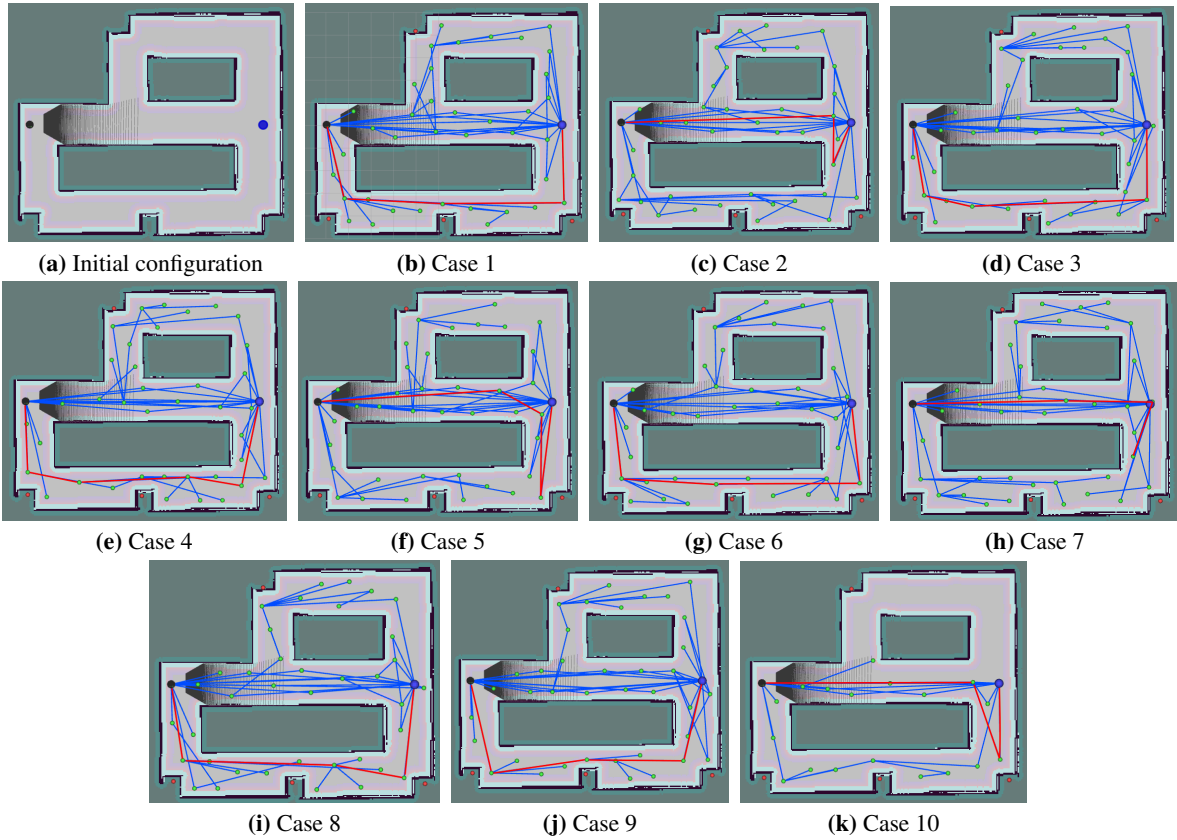 (a) Initial configuration
(b) Case 1
(c) Case 2
(d) Case 3
(e) Case 4
(f) Case 5
(g) Case 6
(h) Case 7
(i) Case 8
(j) Case 9
(k) Case 10